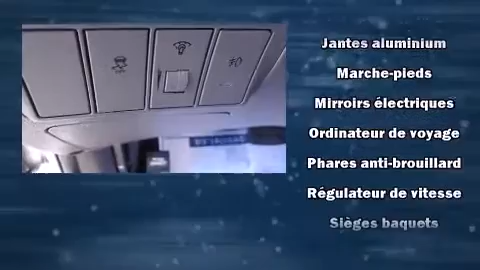 Jantes aluminium
Marche-pieds
Mirroirs électriques
Ordinateur de voyage
Phares anti-brouillard
Régulateur de vitesse
Sièges baquets